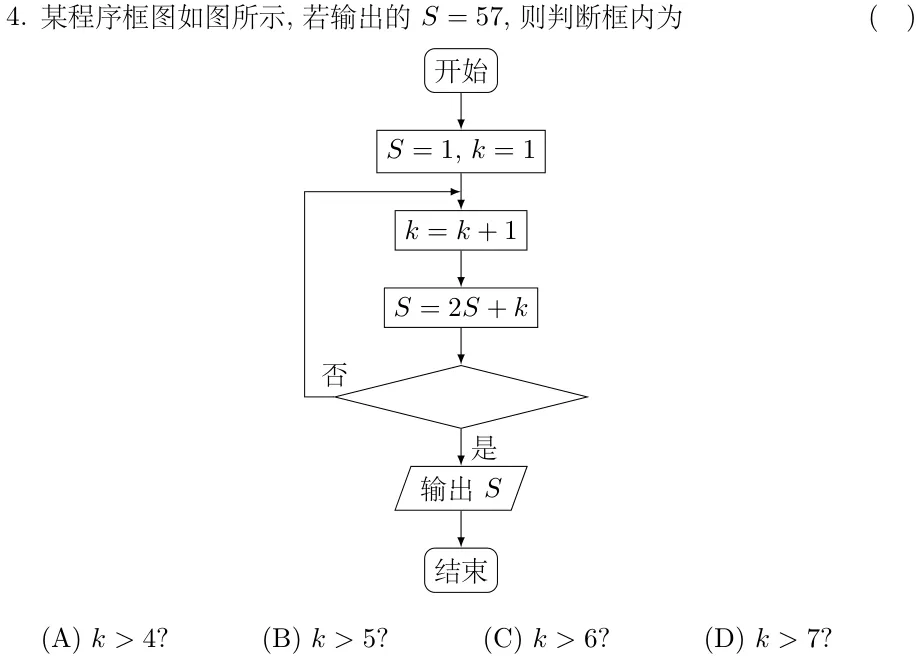 4. 某程序框图如图所示, 若输出的 S = 57, 则判断框内为 ( )
开始
S = 1, k = 1
k = k + 1
S = 2S + k
否
是
输出 S
结束
(A) k > 4? (B) k > 5? (C) k > 6? (D) k > 7?